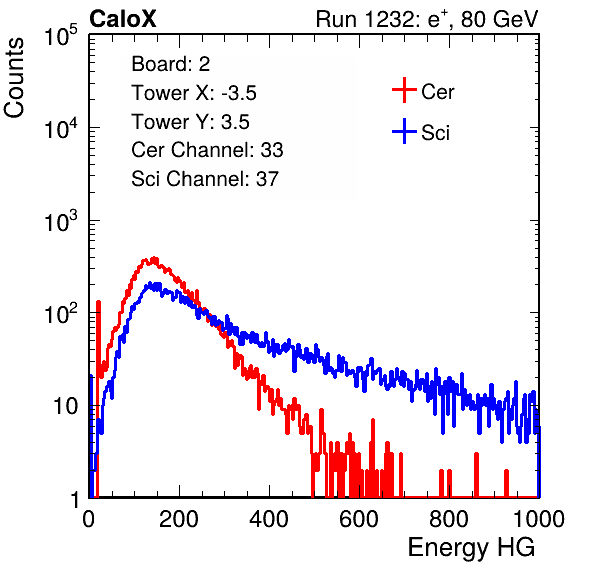 CaloX Run 1232: e⁺, 80 GeV
Counts
Board: 2
Tower X: -3.5
Tower Y: 3.5
Cer Channel: 33
Sci Channel: 37
Cer
Sci
10⁵
10⁴
10³
10²
10
1
0 200 400 600 800 1000
Energy HG